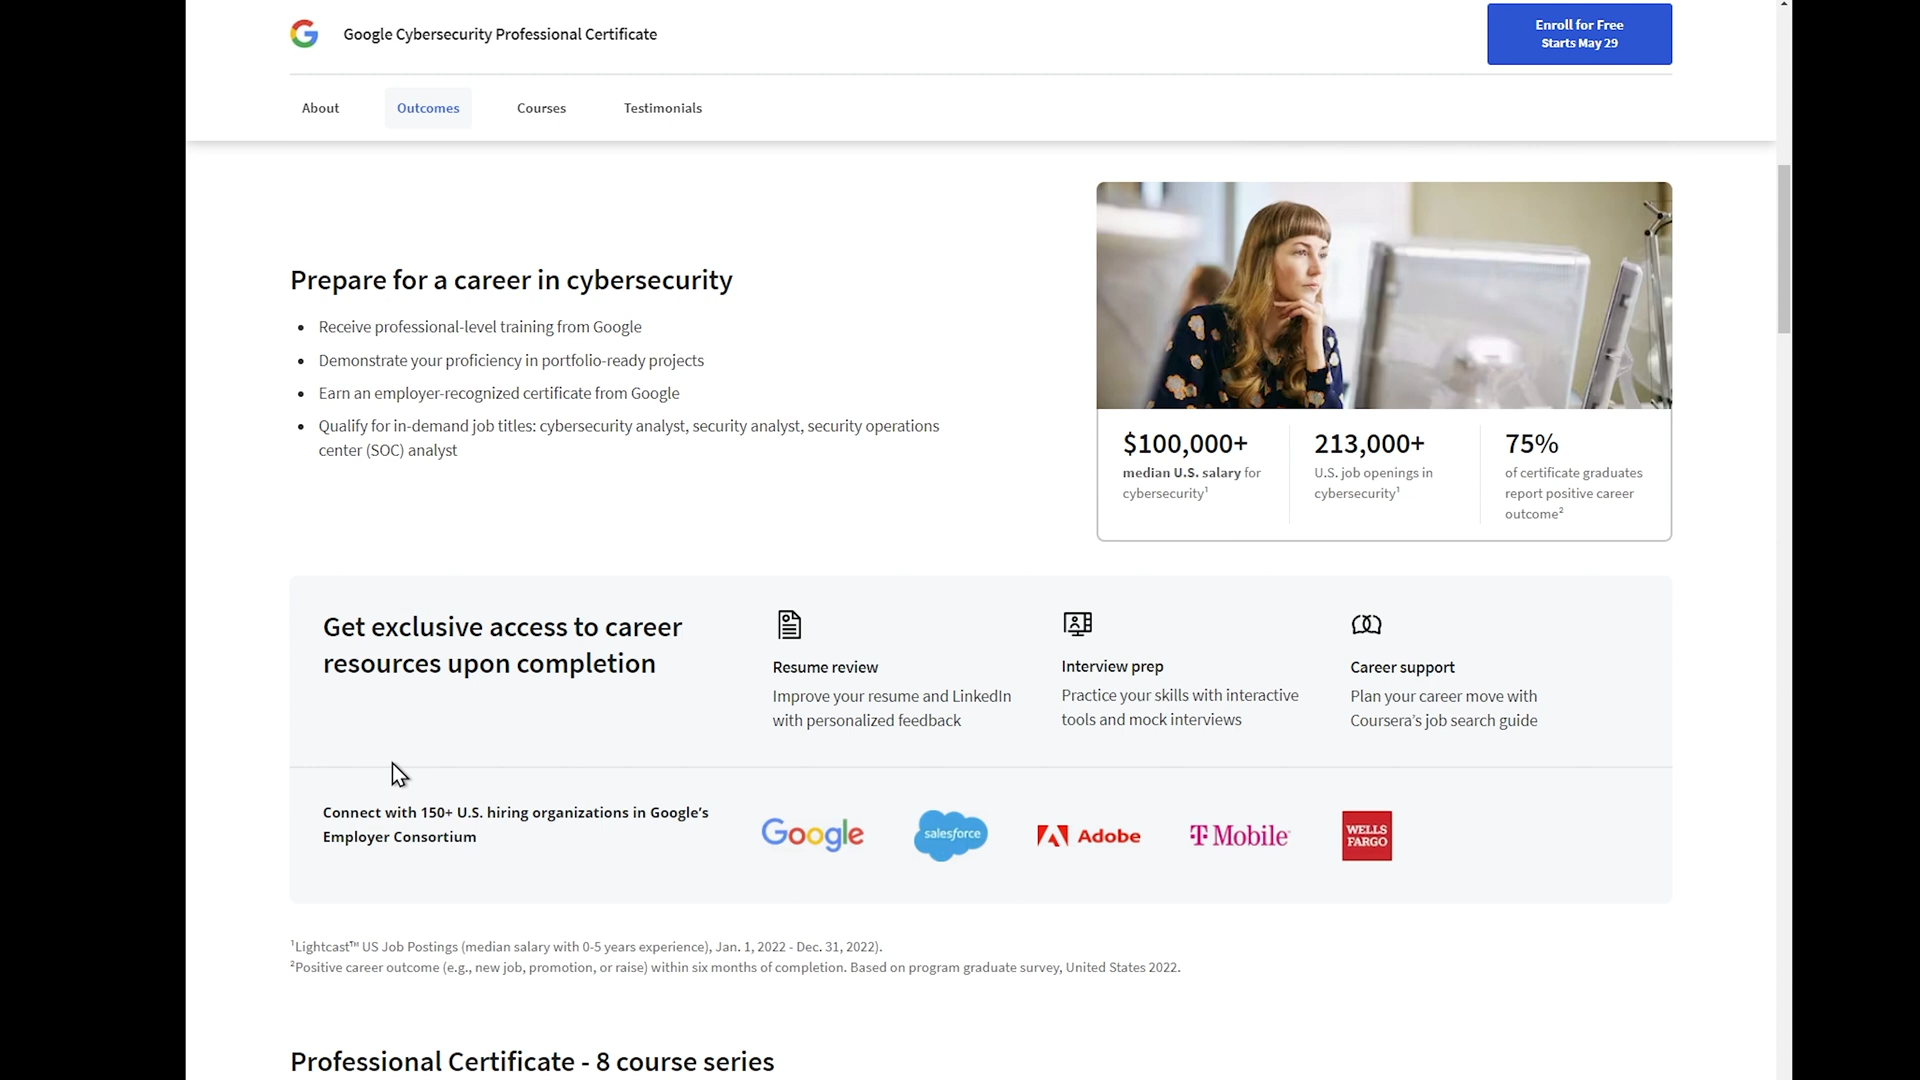 Google Cybersecurity Professional Certificate
Enroll for Free
Starts May 29
About
Outcomes
Courses
Testimonials
Prepare for a career in cybersecurity
Receive professional-level training from Google
Demonstrate your proficiency in portfolio-ready projects
Earn an employer-recognized certificate from Google
Qualify for in-demand job titles: cybersecurity analyst, security analyst, security operations
center (SOC) analyst
$100,000+
median U.S. salary for
cybersecurity¹
213,000+
U.S. job openings in
cybersecurity¹
75%
of certificate graduates
report positive career
outcome²
Get exclusive access to career
resources upon completion
Resume review
Improve your resume and LinkedIn
with personalized feedback
Interview prep
Practice your skills with interactive
tools and mock interviews
Career support
Plan your career move with
Coursera’s job search guide
Connect with 150+ U.S. hiring organizations in Google’s
Employer Consortium
Google
salesforce
Adobe
T Mobile
WELLS
FARGO
¹Lightcast™ US Job Postings (median salary with 0-5 years experience), Jan. 1, 2022 - Dec. 31, 2022).
²Positive career outcome (e.g., new job, promotion, or raise) within six months of completion. Based on program graduate survey, United States 2022.
Professional Certificate - 8 course series